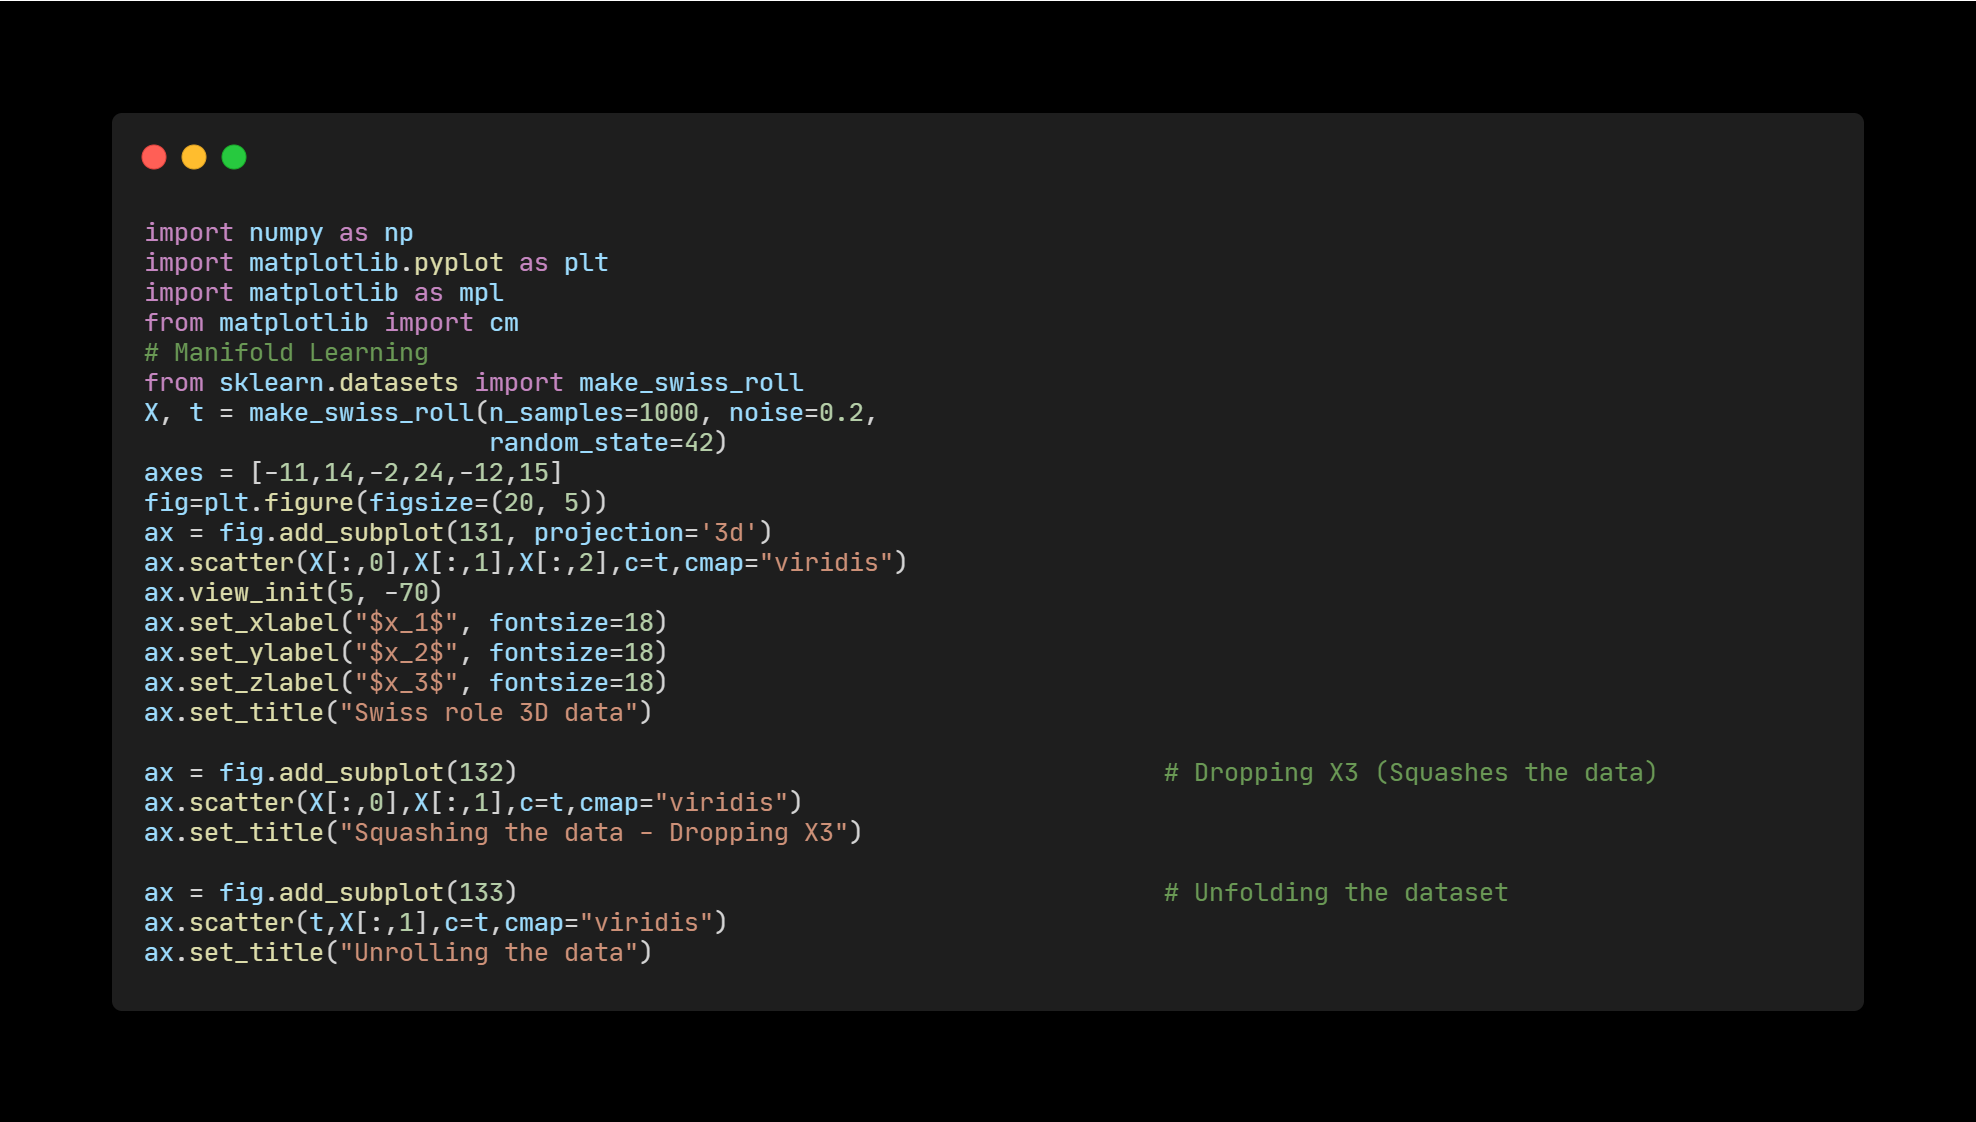 import numpy as np
import matplotlib.pyplot as plt
import matplotlib as mpl
from matplotlib import cm
# Manifold Learning
from sklearn.datasets import make_swiss_roll
X, t = make_swiss_roll(n_samples=1000, noise=0.2,
                       random_state=42)
axes = [-11,14,-2,24,-12,15]
fig=plt.figure(figsize=(20, 5))
ax = fig.add_subplot(131, projection='3d')
ax.scatter(X[:,0],X[:,1],X[:,2],c=t,cmap="viridis")
ax.view_init(5, -70)
ax.set_xlabel("$x_1$", fontsize=18)
ax.set_ylabel("$x_2$", fontsize=18)
ax.set_zlabel("$x_3$", fontsize=18)
ax.set_title("Swiss role 3D data")

ax = fig.add_subplot(132)                                           # Dropping X3 (Squashes the data)
ax.scatter(X[:,0],X[:,1],c=t,cmap="viridis")
ax.set_title("Squashing the data - Dropping X3")

ax = fig.add_subplot(133)                                           # Unfolding the dataset
ax.scatter(t,X[:,1],c=t,cmap="viridis")
ax.set_title("Unrolling the data")